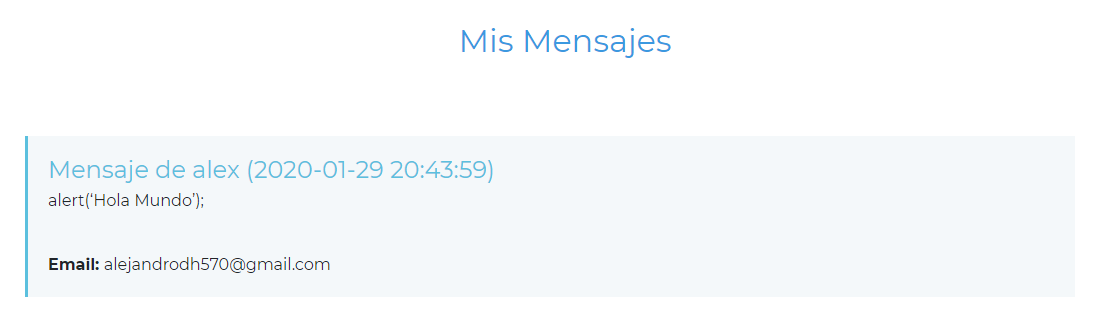 Mis Mensajes
Mensaje de alex (2020-01-29 20:43:59)
alert(‘Hola Mundo’);
Email: alejandrodh570@gmail.com